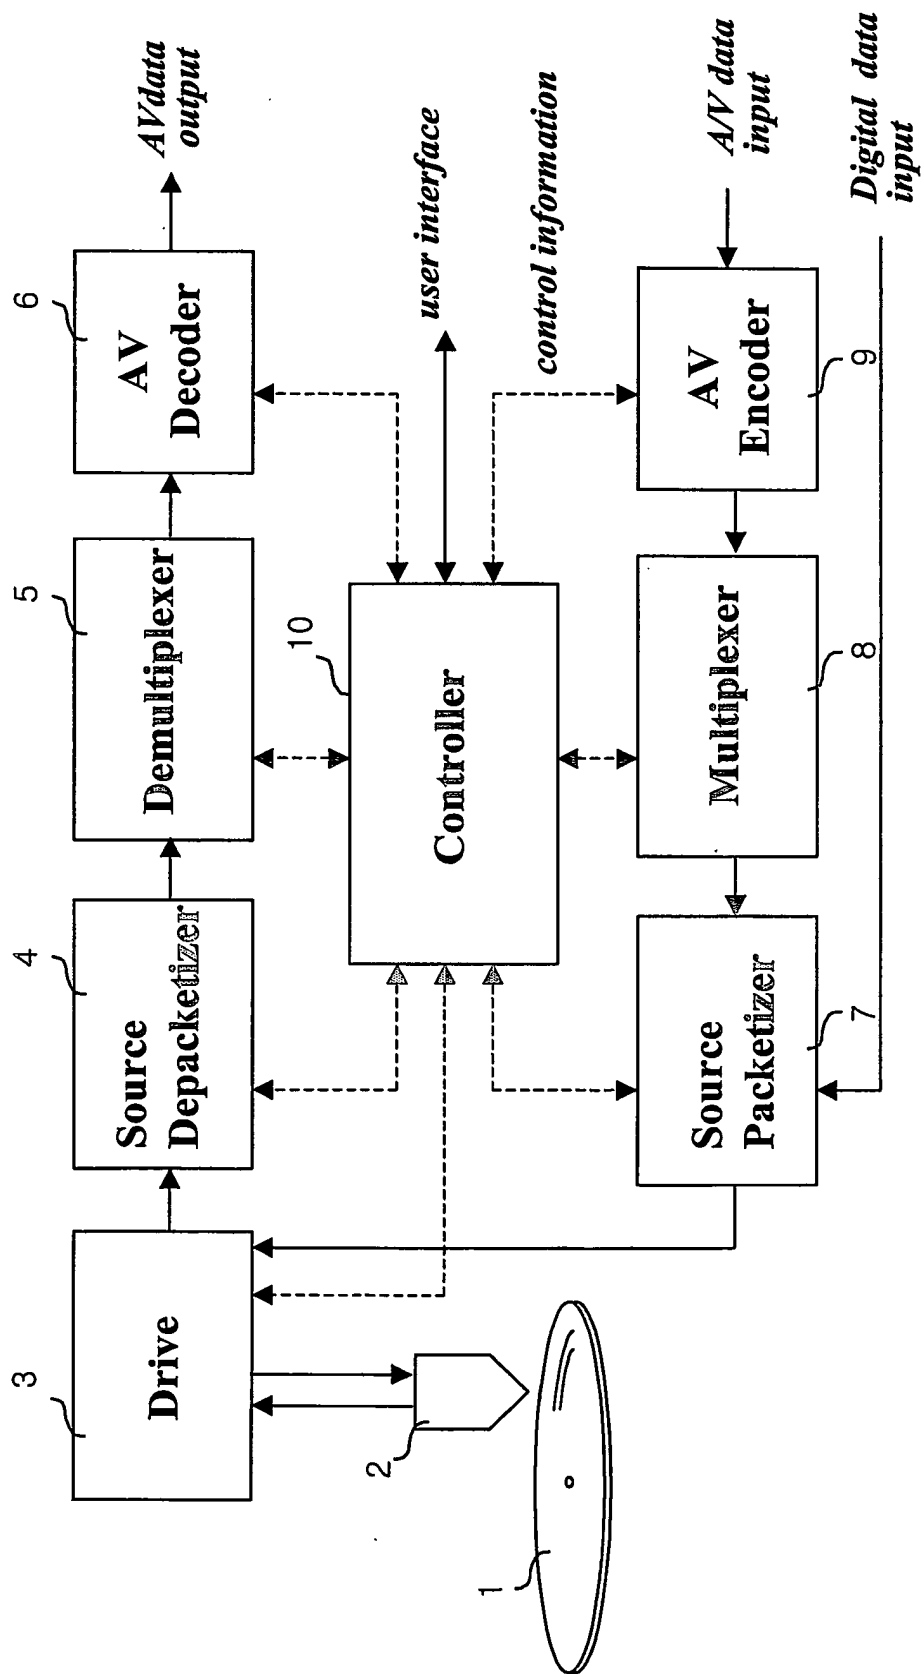 3
Drive
4
Source
Depacketizer
5
Demultiplexer
6
AV
Decoder
AVdata
output
10
Controller
user interface
control information
2
1
Source
Packetizer
7
Multiplexer
8
AV
Encoder
9
A/V data
input
Digital data
input